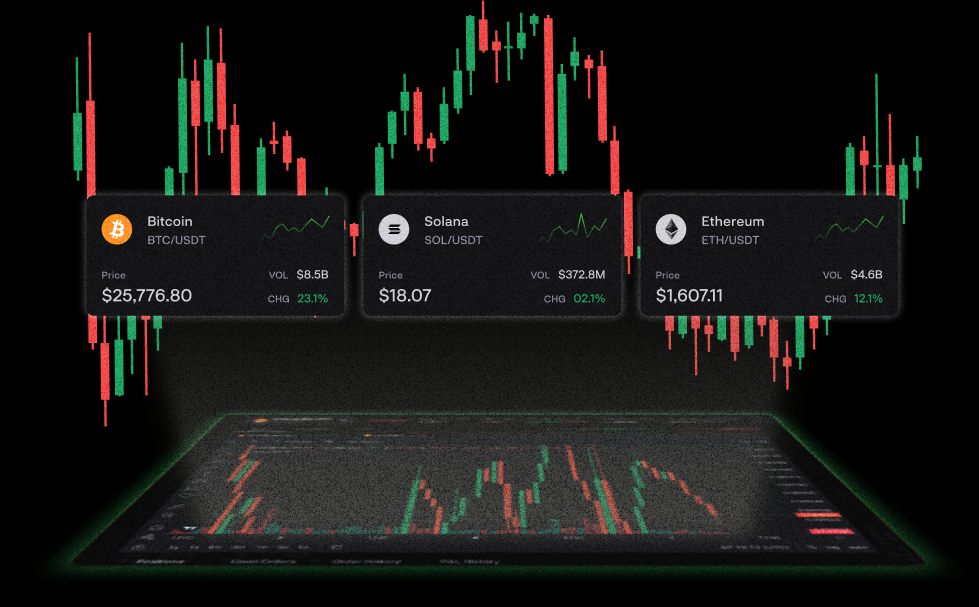 Bitcoin
BTC/USDT
Price
VOL $8.5B
$25,776.80
CHG 23.1%
Solana
SOL/USDT
Price
VOL $372.8M
$18.07
CHG 02.1%
Ethereum
ETH/USDT
Price
VOL $4.6B
$1,607.11
CHG 12.1%
Positions
Open Orders
Order History
P&L History